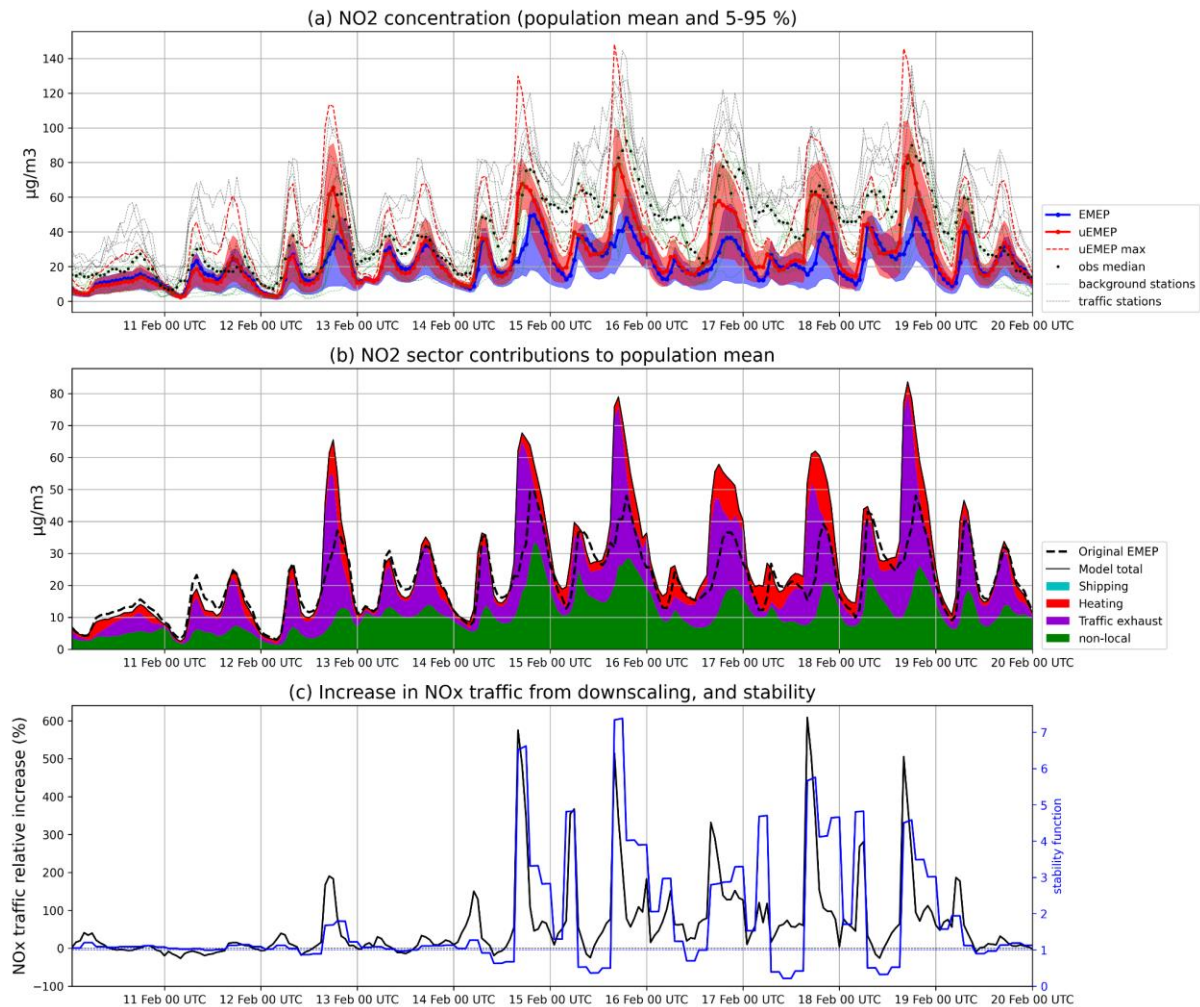 (a) NO2 concentration (population mean and 5-95 %)
µg/m3
140
120
100
80
60
40
20
0
11 Feb 00 UTC 12 Feb 00 UTC 13 Feb 00 UTC 14 Feb 00 UTC 15 Feb 00 UTC 16 Feb 00 UTC 17 Feb 00 UTC 18 Feb 00 UTC 19 Feb 00 UTC 20 Feb 00 UTC
EMEP
uEMEP
uEMEP max
obs median
background stations
traffic stations
(b) NO2 sector contributions to population mean
µg/m3
80
70
60
50
40
30
20
10
0
11 Feb 00 UTC 12 Feb 00 UTC 13 Feb 00 UTC 14 Feb 00 UTC 15 Feb 00 UTC 16 Feb 00 UTC 17 Feb 00 UTC 18 Feb 00 UTC 19 Feb 00 UTC 20 Feb 00 UTC
Original EMEP
Model total
Shipping
Heating
Traffic exhaust
non-local
(c) Increase in NOx traffic from downscaling, and stability
NOx traffic relative increase (%)
600
500
400
300
200
100
0
−100
7
6
5
4
3
2
1
0
stability function
11 Feb 00 UTC 12 Feb 00 UTC 13 Feb 00 UTC 14 Feb 00 UTC 15 Feb 00 UTC 16 Feb 00 UTC 17 Feb 00 UTC 18 Feb 00 UTC 19 Feb 00 UTC 20 Feb 00 UTC